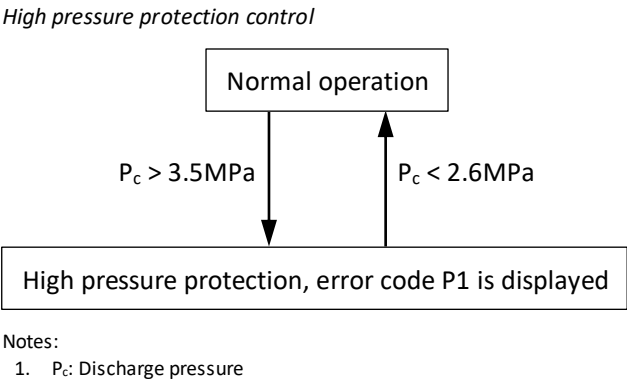 High pressure protection control
Normal operation
Pc > 3.5MPa
Pc < 2.6MPa
High pressure protection, error code P1 is displayed
Notes:
1. Pc: Discharge pressure